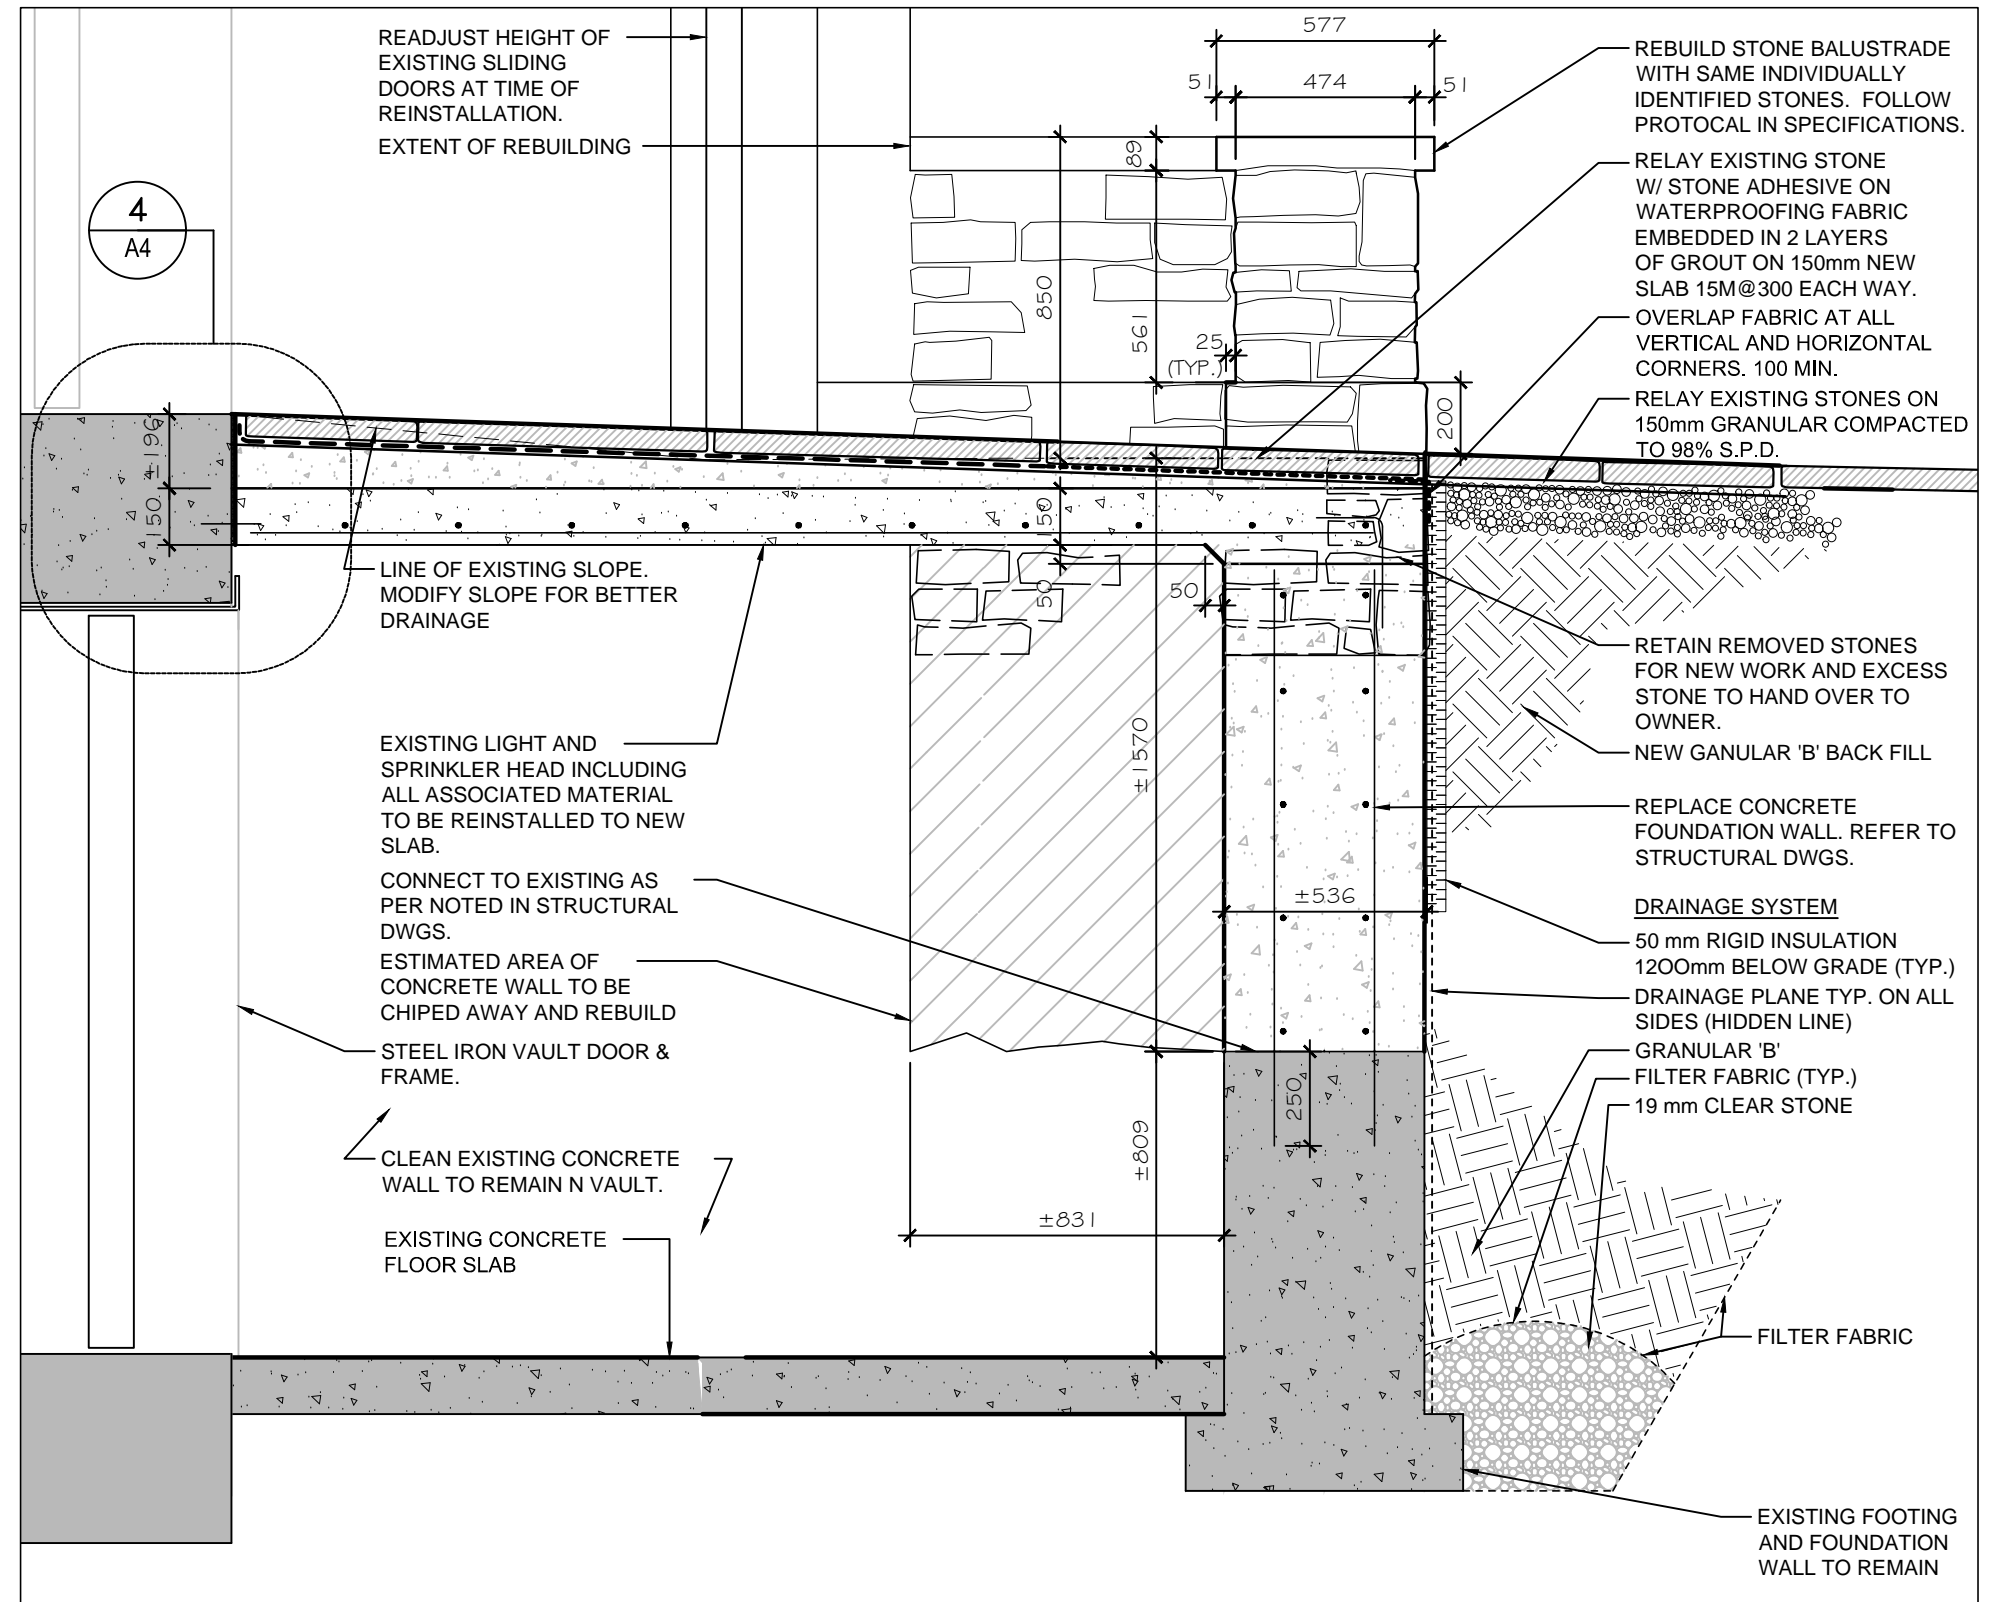 READJUST HEIGHT OF
EXISTING SLIDING
DOORS AT TIME OF
REINSTALLATION.
EXTENT OF REBUILDING
4
A4
577
51
474
51
89
850
561
25
(TYP.)
200
±196
150
150
50
50
±1570
±536
250
±809
±831
LINE OF EXISTING SLOPE.
MODIFY SLOPE FOR BETTER
DRAINAGE
EXISTING LIGHT AND
SPRINKLER HEAD INCLUDING
ALL ASSOCIATED MATERIAL
TO BE REINSTALLED TO NEW
SLAB.
CONNECT TO EXISTING AS
PER NOTED IN STRUCTURAL
DWGS.
ESTIMATED AREA OF
CONCRETE WALL TO BE
CHIPED AWAY AND REBUILD
STEEL IRON VAULT DOOR &
FRAME.
CLEAN EXISTING CONCRETE
WALL TO REMAIN N VAULT.
EXISTING CONCRETE
FLOOR SLAB
REBUILD STONE BALUSTRADE
WITH SAME INDIVIDUALLY
IDENTIFIED STONES. FOLLOW
PROTOCAL IN SPECIFICATIONS.
RELAY EXISTING STONE
W/ STONE ADHESIVE ON
WATERPROOFING FABRIC
EMBEDDED IN 2 LAYERS
OF GROUT ON 150mm NEW
SLAB 15M@300 EACH WAY.
OVERLAP FABRIC AT ALL
VERTICAL AND HORIZONTAL
CORNERS. 100 MIN.
RELAY EXISTING STONES ON
150mm GRANULAR COMPACTED
TO 98% S.P.D.
RETAIN REMOVED STONES
FOR NEW WORK AND EXCESS
STONE TO HAND OVER TO
OWNER.
NEW GANULAR 'B' BACK FILL
REPLACE CONCRETE
FOUNDATION WALL. REFER TO
STRUCTURAL DWGS.
DRAINAGE SYSTEM
50 mm RIGID INSULATION
12OOmm BELOW GRADE (TYP.)
DRAINAGE PLANE TYP. ON ALL
SIDES (HIDDEN LINE)
GRANULAR 'B'
FILTER FABRIC (TYP.)
19 mm CLEAR STONE
FILTER FABRIC
EXISTING FOOTING
AND FOUNDATION
WALL TO REMAIN